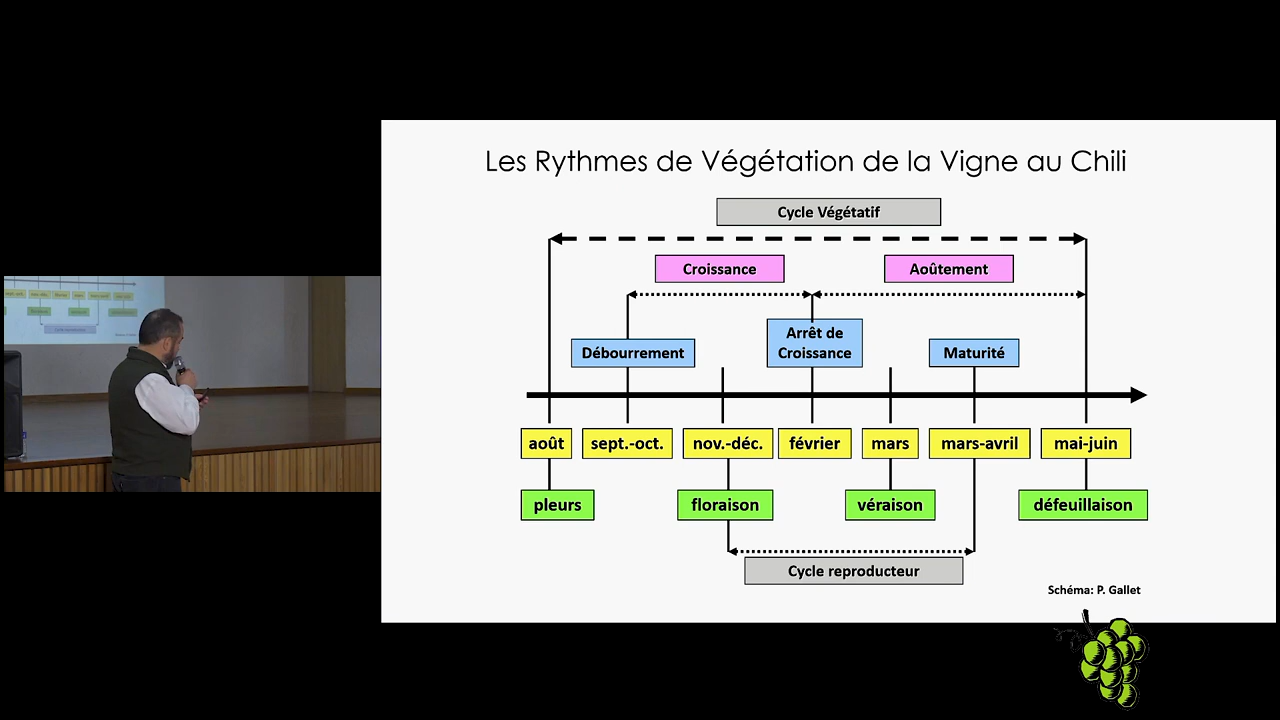 Les Rythmes de Végétation de la Vigne au Chili
Cycle Végétatif
Croissance
Aoûtement
Débourrement
Arrêt de
Croissance
Maturité
août
sept.-oct.
nov.-déc.
février
mars
mars-avril
mai-juin
pleurs
floraison
véraison
défeuillaison
Cycle reproducteur
Schéma: P. Gallet